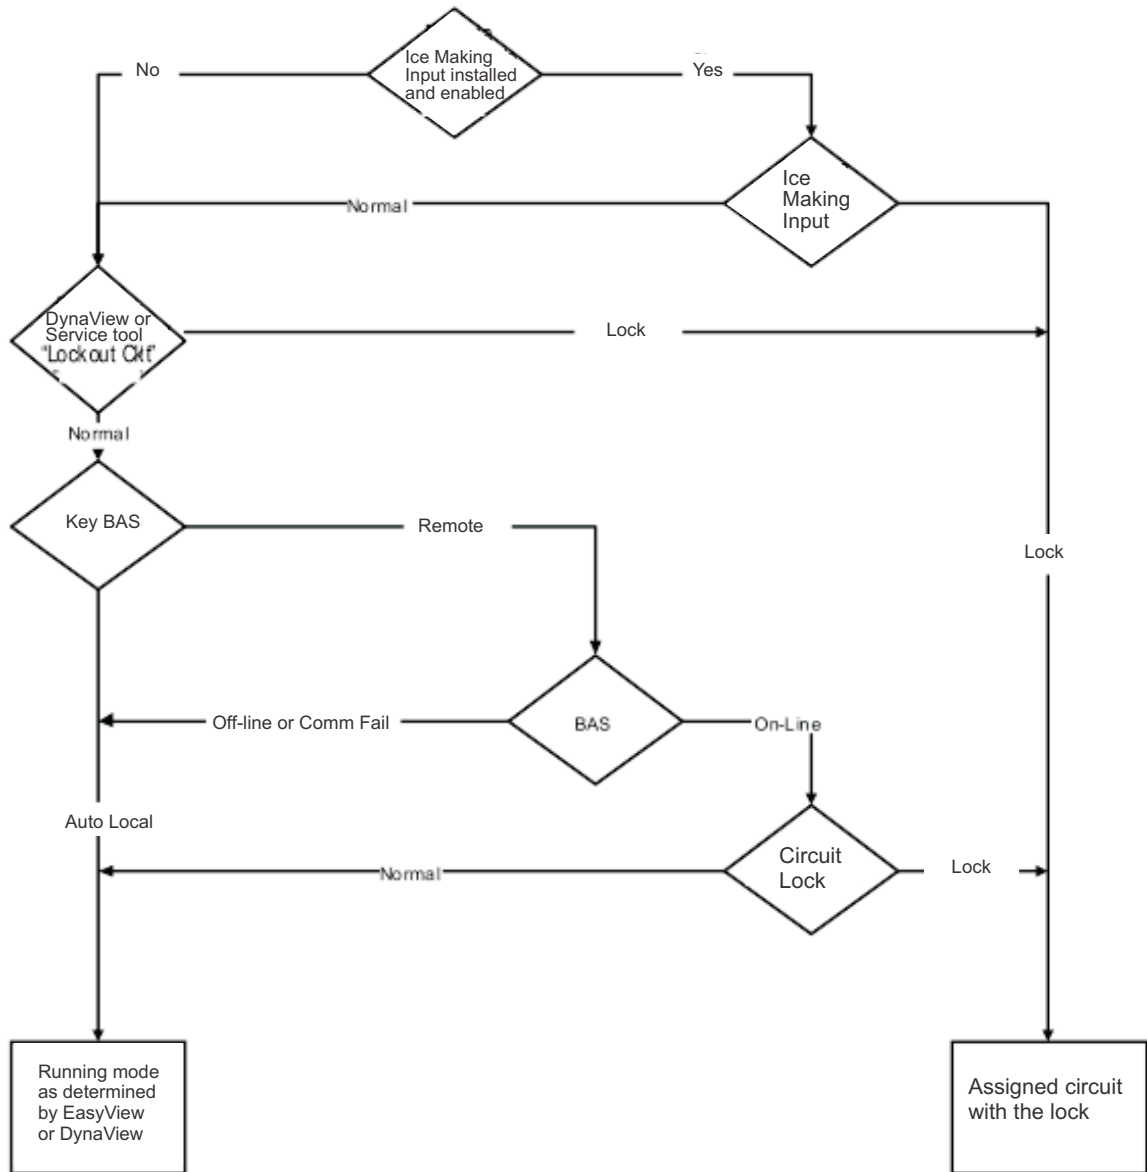 Ice Making
Input installed
and enabled
No
Yes
Ice
Making
Input
Normal
DynaView or
Service tool
Lock
Normal
Key BAS
Remote
Lock
Off-line or Comm Fail
BAS
On-Line
Auto Local
Circuit
Lock
Normal
Lock
Running mode
as determined
by EasyView
or DynaView
Assigned circuit
with the lock
"Lockout